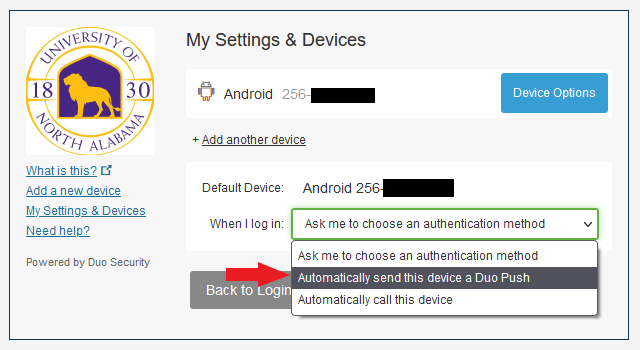 UNIVERSITY OF
18 30
NORTH ALABAMA
What is this?
Add a new device
My Settings & Devices
Need help?
Powered by Duo Security
My Settings & Devices
Android 256-
Device Options
+ Add another device
Default Device: Android 256-
When I log in: Ask me to choose an authentication method
Ask me to choose an authentication method
Automatically send this device a Duo Push
Automatically call this device
Back to Login